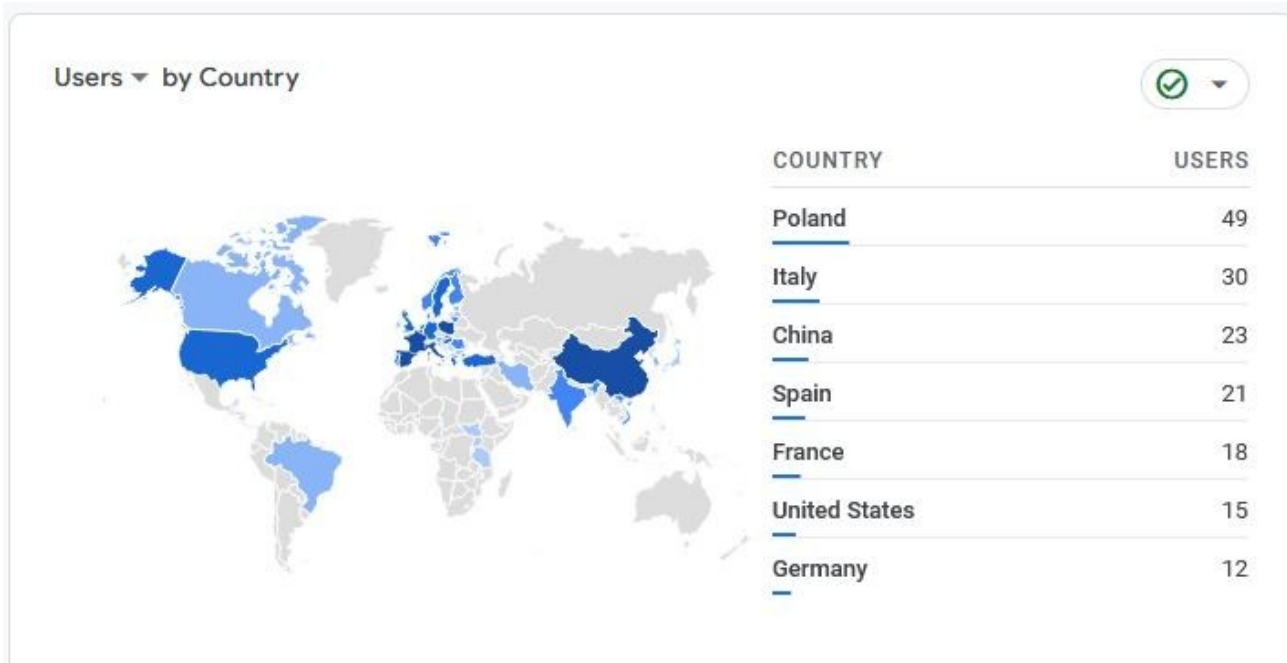 Users by Country
COUNTRY USERS
Poland 49
Italy 30
China 23
Spain 21
France 18
United States 15
Germany 12